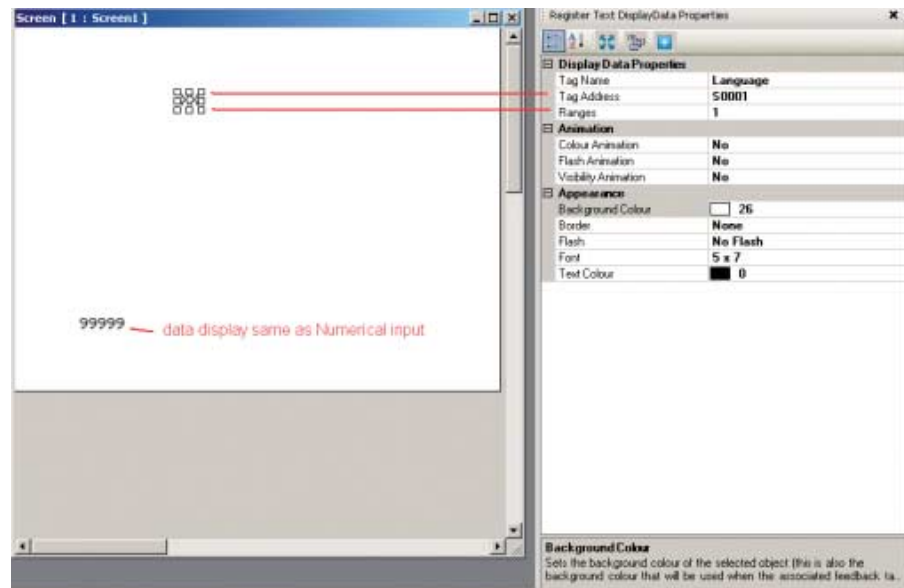 Screen [ 1 : Screen1 ]
99999
data display same as Numerical input
Register Text DisplayData Properties
Display Data Properties
Tag Name Language
Tag Address S0001
Ranges 1
Animation
Colour Animation No
Flash Animation No
Visbility Animation No
Appearance
Background Colour 26
Border None
Flash No Flash
Font 5 x 7
Text Colour 0
Background Colour
Sets the background colour of the selected object (this is also the
background colour that will be used when the associated feedback ta...